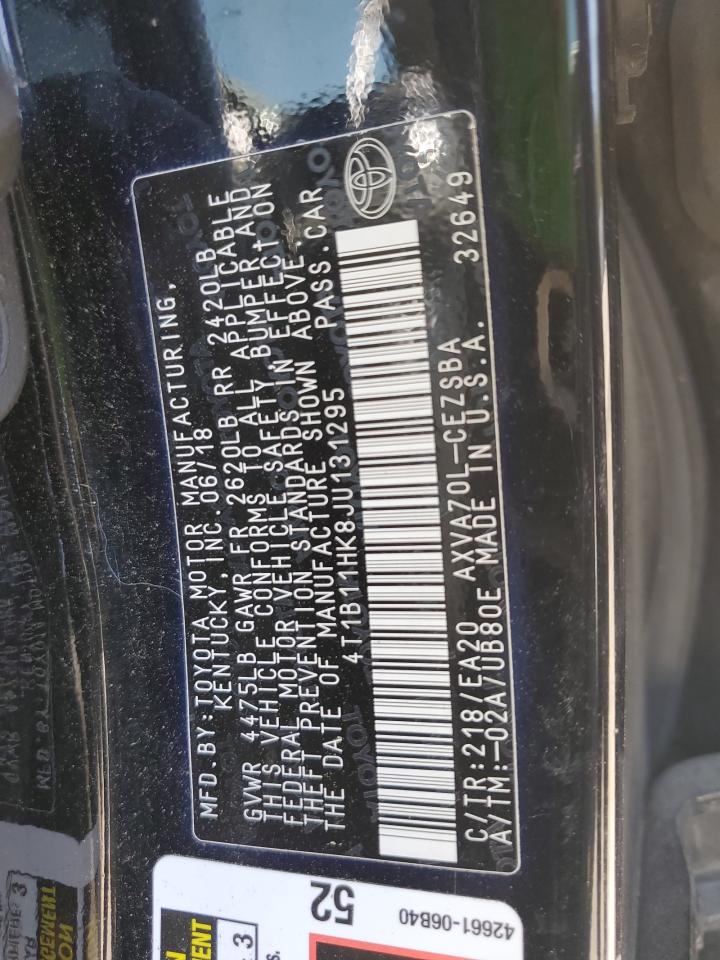 MFD. BY: TOYOTA MOTOR MANUFACTURING,
KENTUCKY, INC. 06/18
GVWR 4475LB GAWR FR 2620LB RR 2420LB
THIS VEHICLE CONFORMS TO ALL APPLICABLE
FEDERAL MOTOR VEHICLE SAFETY, BUMPER AND
THEFT PREVENTION STANDARDS IN EFFECT ON
THE DATE OF MANUFACTURE SHOWN ABOVE.
4T1B11HK8JU131295 PASS. CAR
C/TR:218/EA20 AXVA70L-CEZSBA 32649
A/TM:-02A/UB80E MADE IN U.S.A.
52
42661-06B40
3